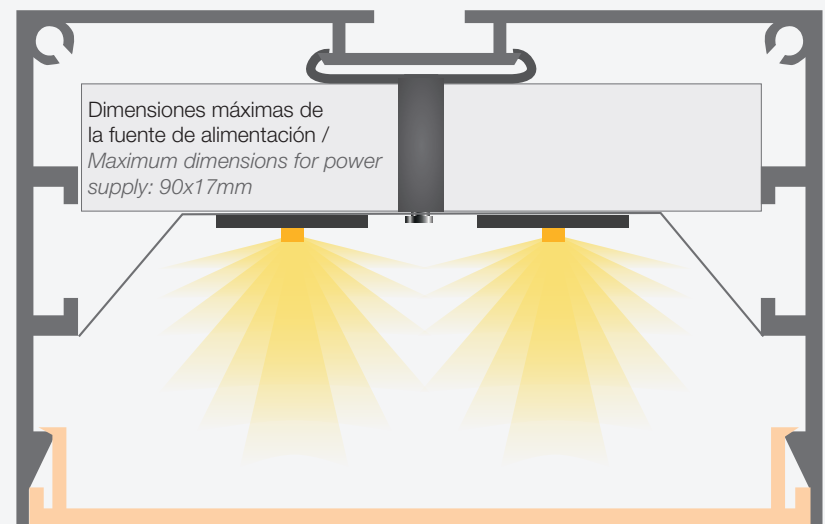 Dimensiones máximas de
la fuente de alimentación /
Maximum dimensions for power
supply: 90x17mm